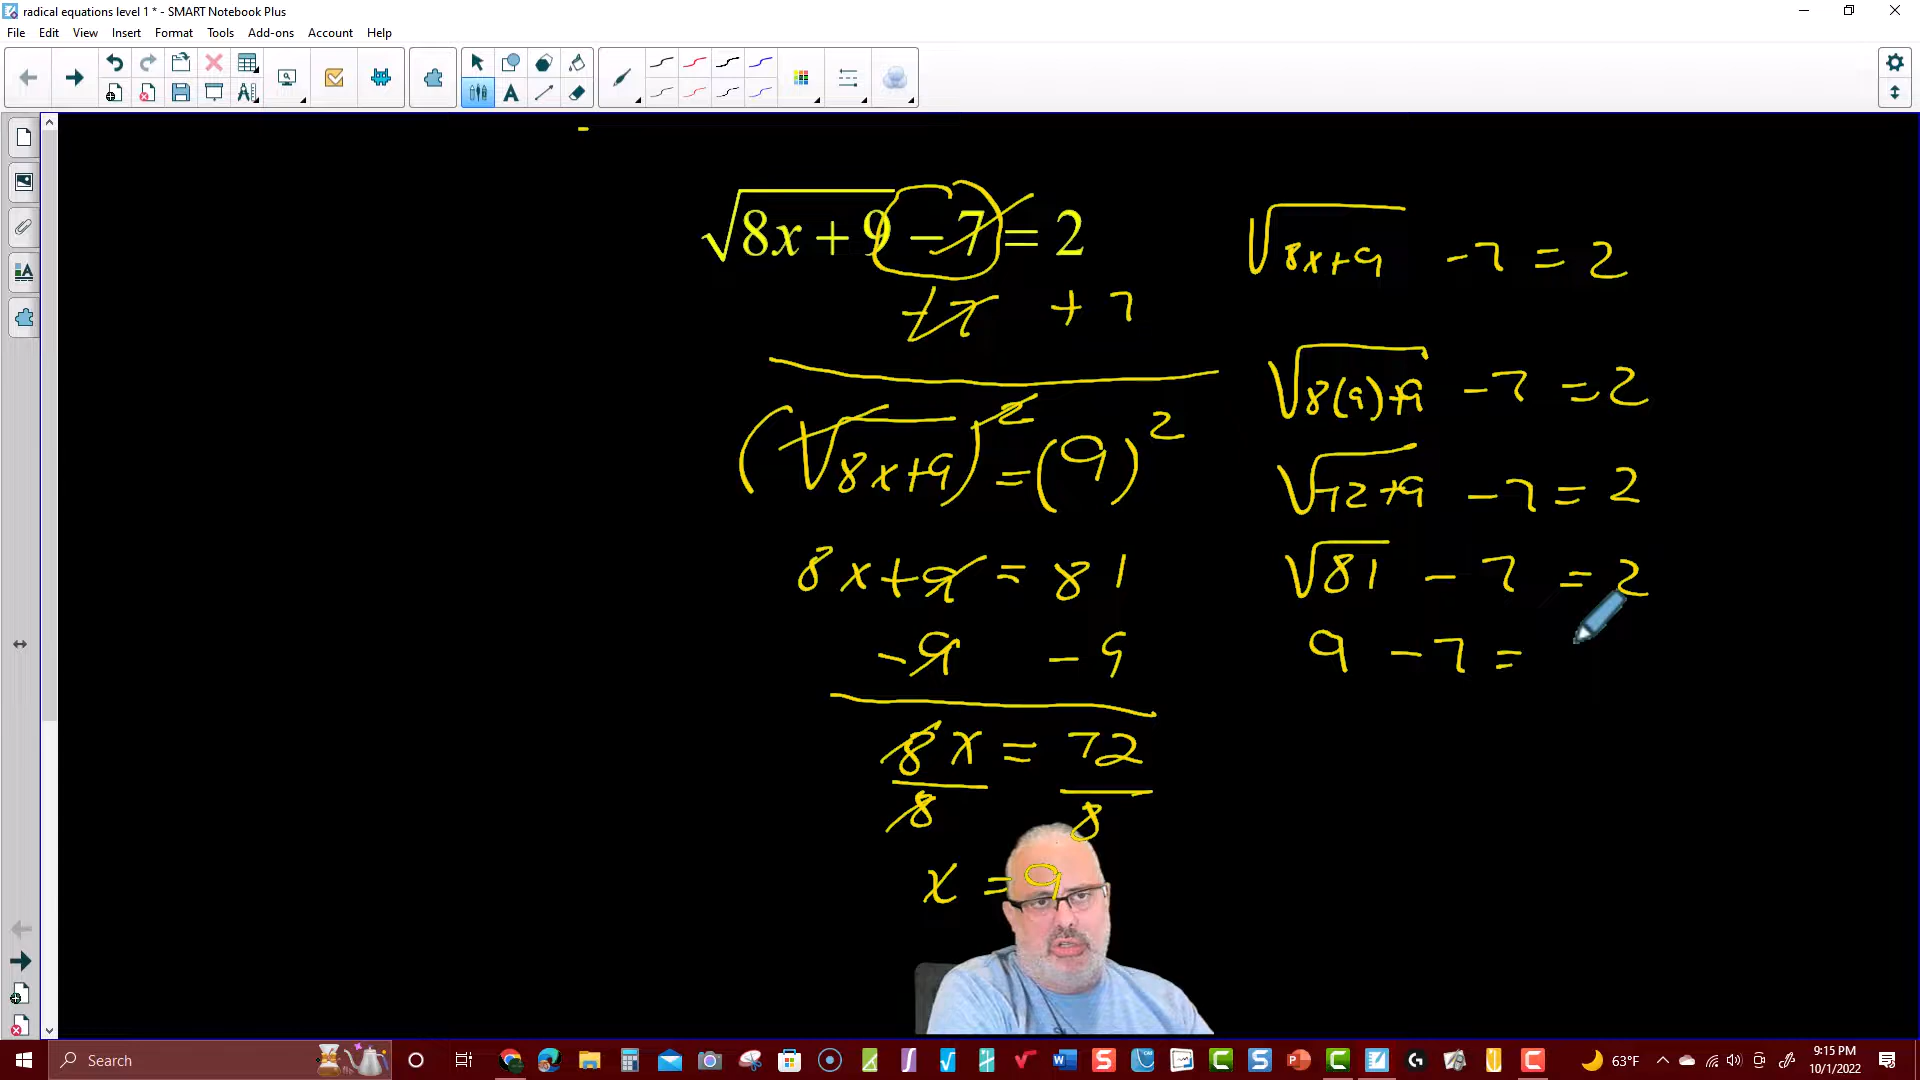 radical equations level 1 * - SMART Notebook Plus
File Edit View Insert Format Tools Add-ons Account Help
√8x + 9 − 7 = 2
+7 + 7
(√8x+9)² = (9)²
8x+9 = 81
-9 -9
8x = 72
8 8
x = 9
√8x+9 -7 = 2
√8(9)+9 -7 = 2
√72+9 -7 = 2
√81 - 7 = 2
9 - 7 =
Search
63°F
9:15 PM
10/1/2022